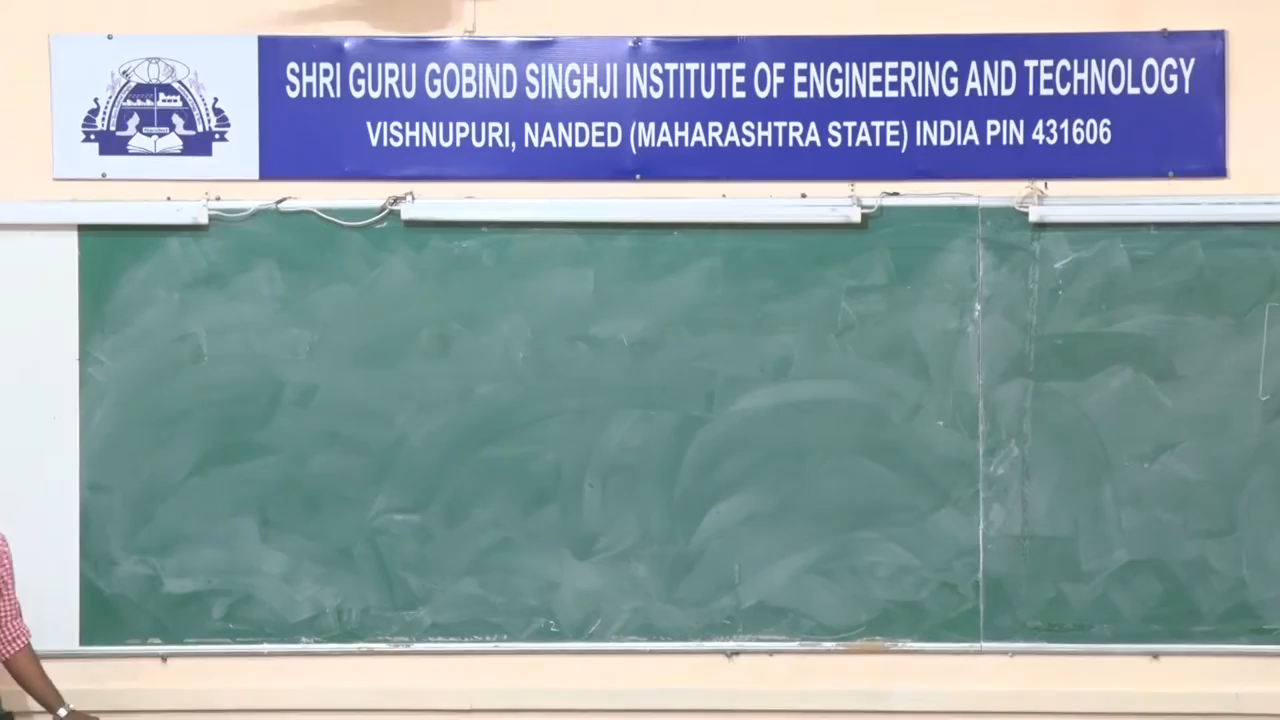 SHRI GURU GOBIND SINGHJI INSTITUTE OF ENGINEERING AND TECHNOLOGY
VISHNUPURI, NANDED (MAHARASHTRA STATE) INDIA PIN 431606